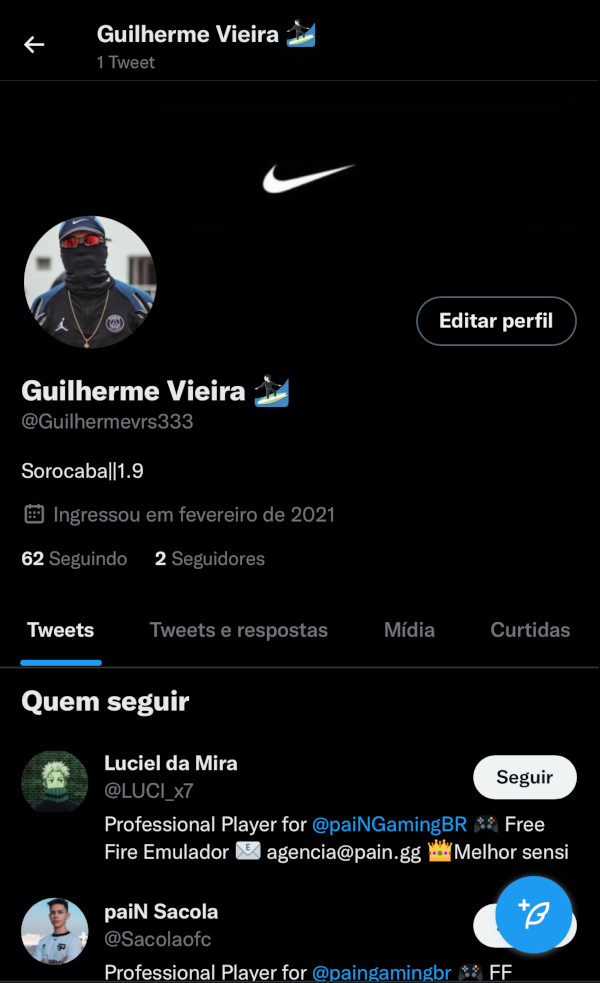 Guilherme Vieira
1 Tweet
Editar perfil
Guilherme Vieira
@Guilhermevrs333
Sorocaba||1.9
Ingressou em fevereiro de 2021
62 Seguindo 2 Seguidores
Tweets Tweets e respostas Mídia Curtidas
Quem seguir
Luciel da Mira
@LUCI_x7
Seguir
Professional Player for @paiNGamingBR 🎮 Free
Fire Emulador 📧 agencia@pain.gg 👑Melhor sensi
paiN Sacola
@Sacolaofc
Professional Player for @paingamingbr 🎮 FF